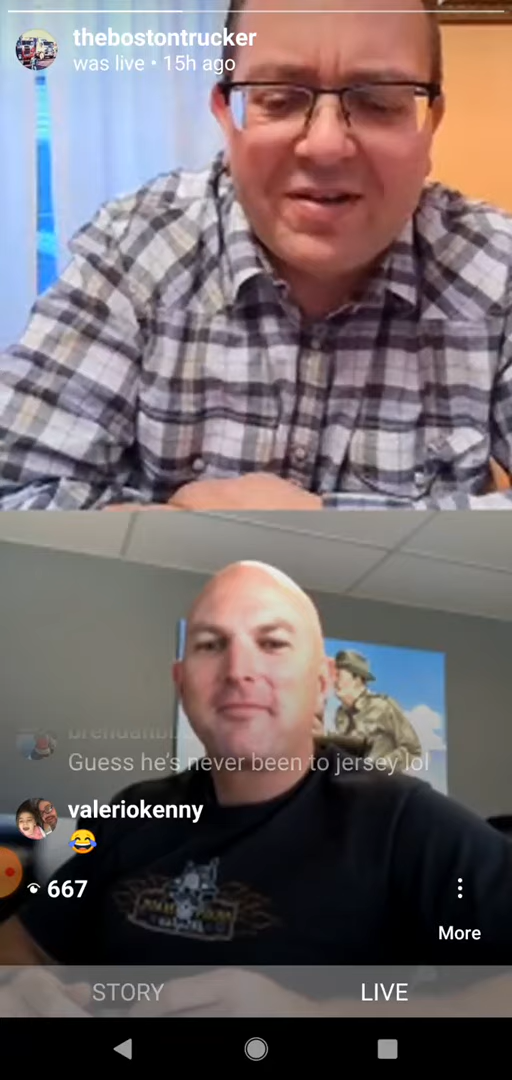 thebostontrucker
was live • 15h ago
Guess he's never been to jersey lol
valeriokenny
😂
667
More
STORY
LIVE